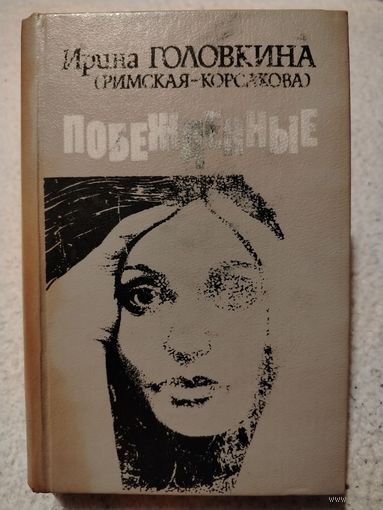 Ирина ГОЛОВКИНА
(РИМСКАЯ-КОРСАКОВА)
ПОБЕЖДЕННЫЕ